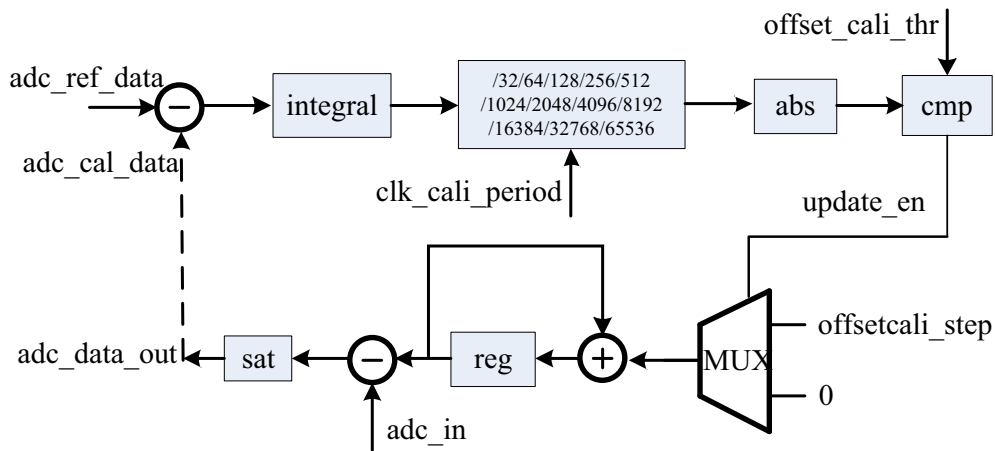 offset_cali_thr
adc_ref_data
−
integral
/32/64/128/256/512
/1024/2048/4096/8192
/16384/32768/65536
abs
cmp
adc_cal_data
clk_cali_period
update_en
offsetcali_step
adc_data_out
sat
−
reg
+
MUX
0
adc_in